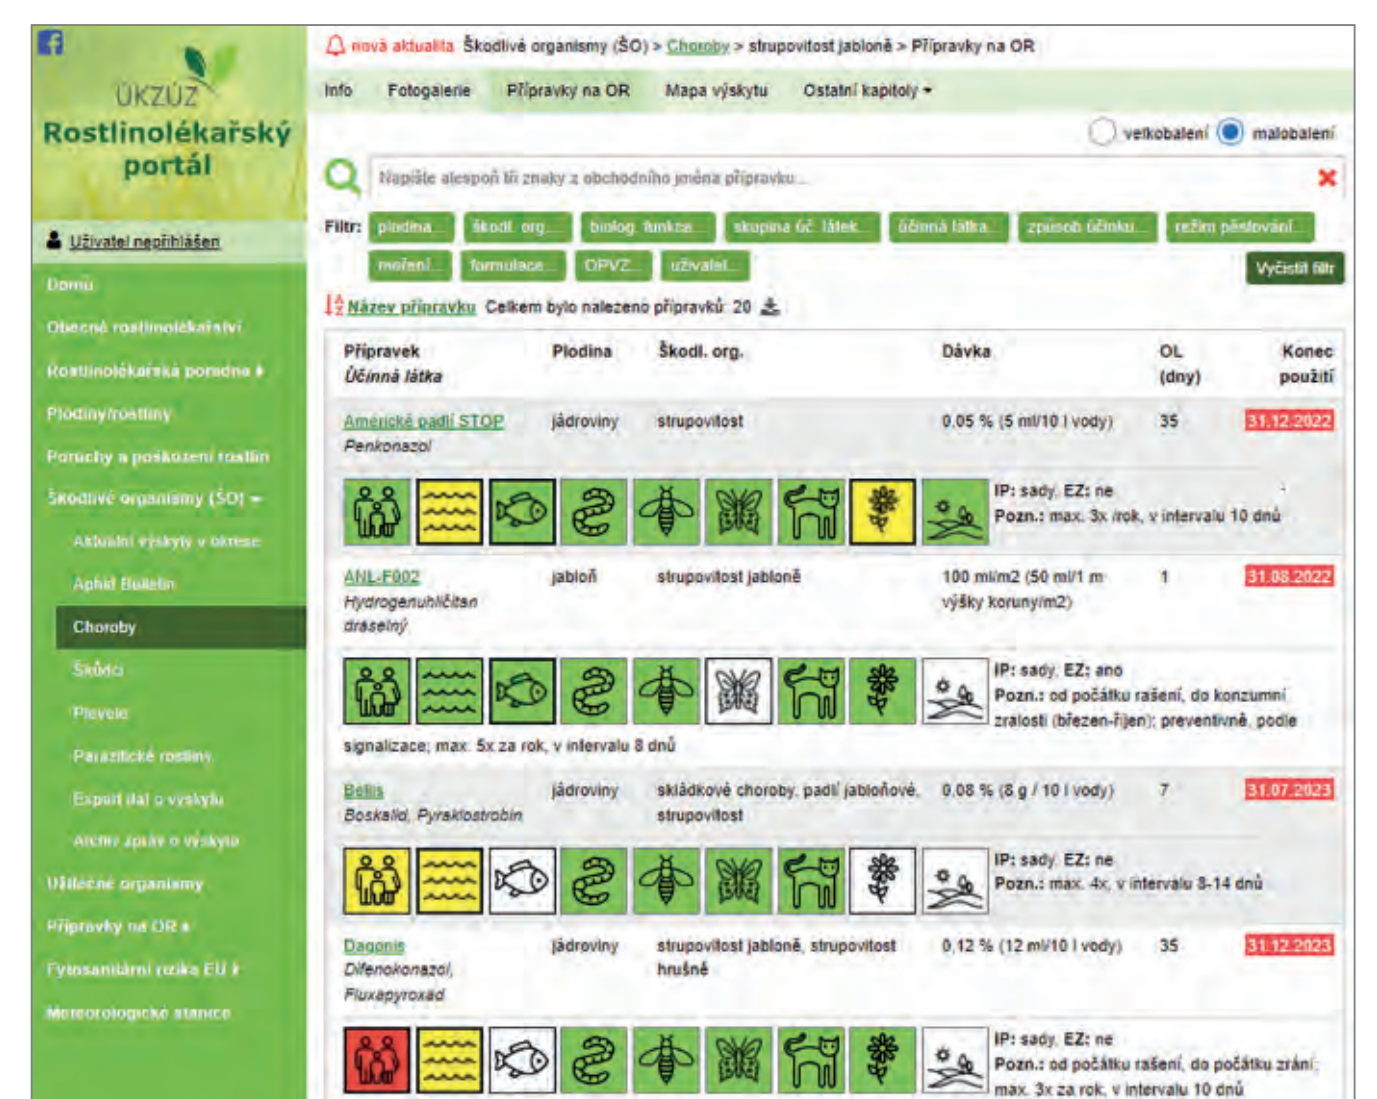 ÚKZÚZ
Rostlinolékařský
portál
Uživatel nepřihlášen
Domů
Obecné rostlinolékařství
Rostlinolékařská poradna
Plodiny/rostliny
Poruchy a poškození rostlin
Škodlivé organismy (ŠO)
Aktuální výskyty v okrese
Aphid Bulletin
Choroby
Škůdci
Plevele
Parazitické rostliny
Export dat o výskytu
Archiv zpráv o výskytu
Užitečné organismy
Přípravky na OR
Fytosanitární rizika EU
Meteorologické stanice
nová aktualita Škodlivé organismy (ŠO) > Choroby > strupovitost jabloně > Přípravky na OR
Info Fotogalerie Přípravky na OR Mapa výskytu Ostatní kapitoly
velkobalení malobalení
Napište alespoň tři znaky z obchodního jména přípravku...
Filtr: plodina... škodl. org... biolog. funkce... skupina úč. látek... účinná látka... způsob účinku... režim pěstování...
moření... formulace... OPVZ... uživatel... Vyčistit filtr
Název přípravku Celkem bylo nalezeno přípravků: 20
Přípravek Plodina Škodl. org. Dávka OL Konec
Účinná látka (dny) použití
Americké padlí STOP jádroviny strupovitost 0,05 % (5 ml/10 l vody) 35 31.12.2022
Penkonazol
IP: sady, EZ: ne
Pozn.: max. 3x /rok, v intervalu 10 dnů
ANL-F002 jabloň strupovitost jabloně 100 ml/m2 (50 ml/1 m 1 31.08.2022
Hydrogenuhličitan výšky koruny/m2)
draselný
IP: sady, EZ: ano
Pozn.: od počátku rašení, do konzumní
zralosti (březen-říjen); preventivně, podle
signalizace; max. 5x za rok, v intervalu 8 dnů
Bellis jádroviny skládkové choroby, padlí jabloňové, 0,08 % (8 g / 10 l vody) 7 31.07.2023
Boskalid, Pyraklostrobin strupovitost
IP: sady, EZ: ne
Pozn.: max. 4x, v intervalu 8-14 dnů
Dagonis jádroviny strupovitost jabloně, strupovitost 0,12 % (12 ml/10 l vody) 35 31.12.2023
Difenokonazol, hrušně
Fluxapyroxad
IP: sady, EZ: ne
Pozn.: od počátku rašení, do počátku zrání;
max. 3x za rok, v intervalu 10 dnů